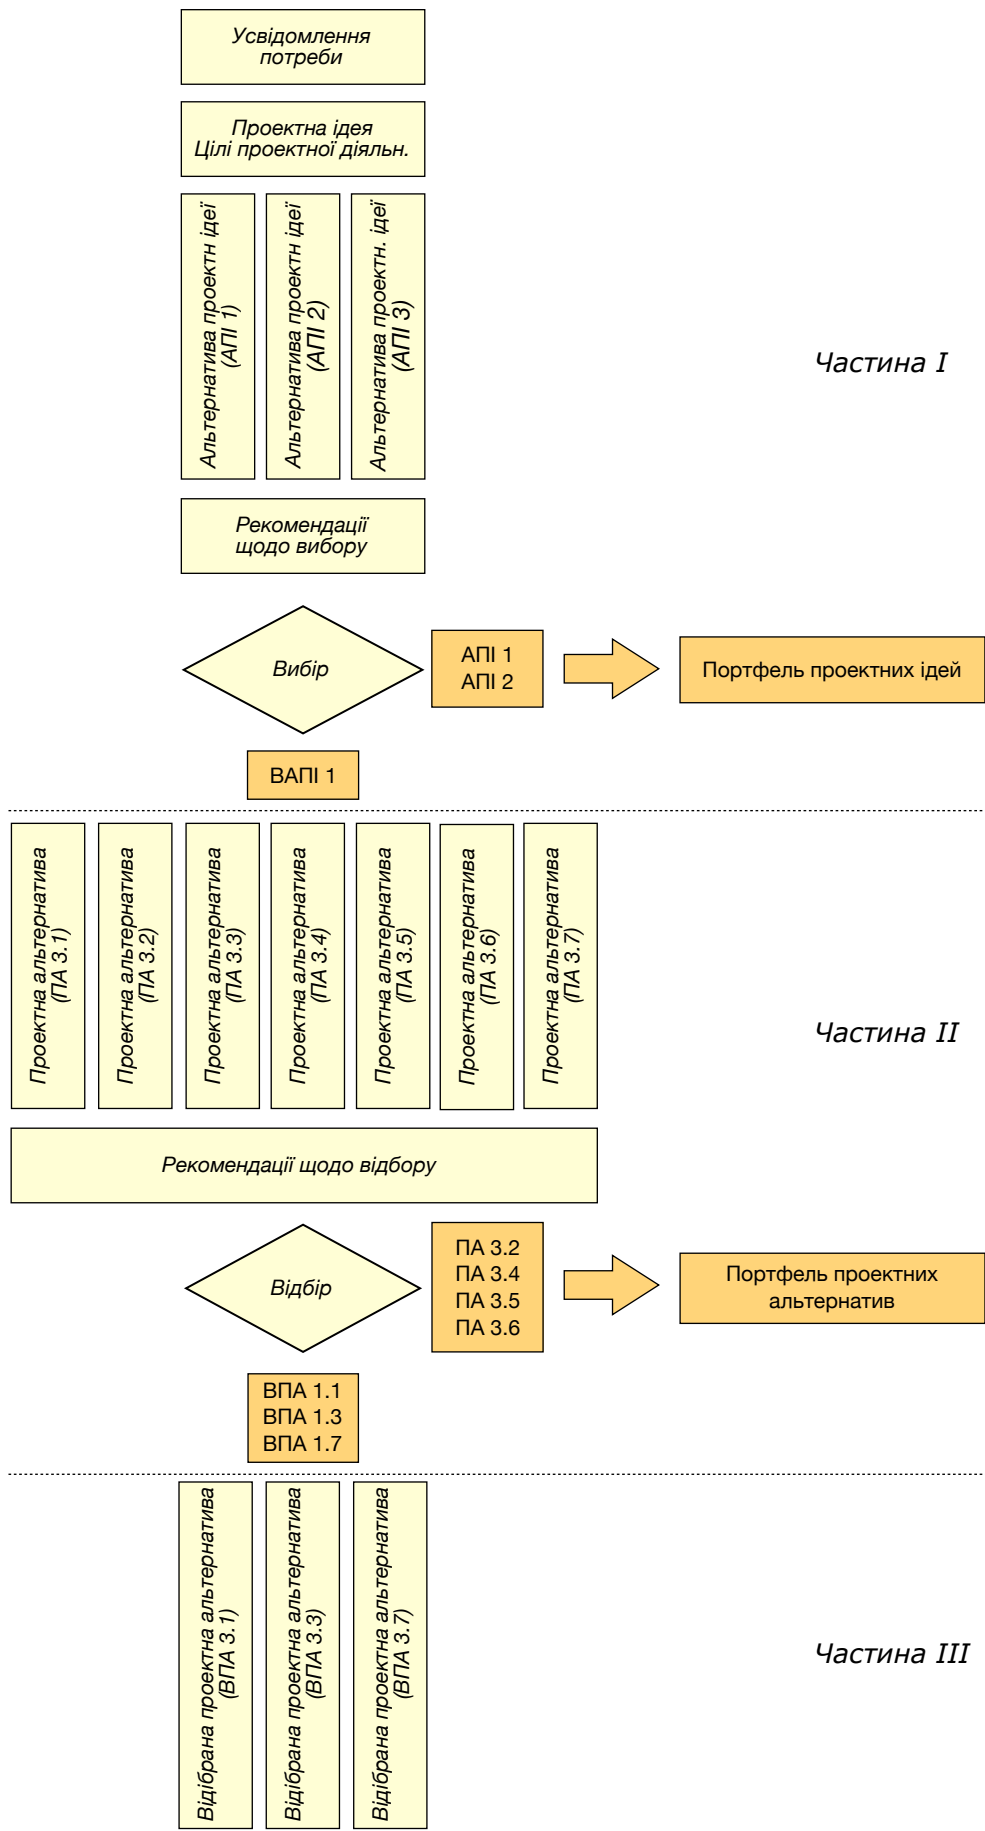 Усвідомлення
потреби
Проектна ідея
Цілі проектної діяльн.
Альтернатива проектн ідеї
(АПІ 1)
Альтернатива проектн ідеї
(АПІ 2)
Альтернатива проектн. ідеї
(АПІ 3)
Частина I
Рекомендації
щодо вибору
Вибір
АПІ 1
АПІ 2
Портфель проектних ідей
ВАПІ 1
Проектна альтернатива
(ПА 3.1)
Проектна альтернатива
(ПА 3.2)
Проектна альтернатива
(ПА 3.3)
Проектна альтернатива
(ПА 3.4)
Проектна альтернатива
(ПА 3.5)
Проектна альтернатива
(ПА 3.6)
Проектна альтернатива
(ПА 3.7)
Частина II
Рекомендації щодо відбору
Відбір
ПА 3.2
ПА 3.4
ПА 3.5
ПА 3.6
Портфель проектних
альтернатив
ВПА 1.1
ВПА 1.3
ВПА 1.7
Відібрана проектна альтернатива
(ВПА 3.1)
Відібрана проектна альтернатива
(ВПА 3.3)
Відібрана проектна альтернатива
(ВПА 3.7)
Частина III